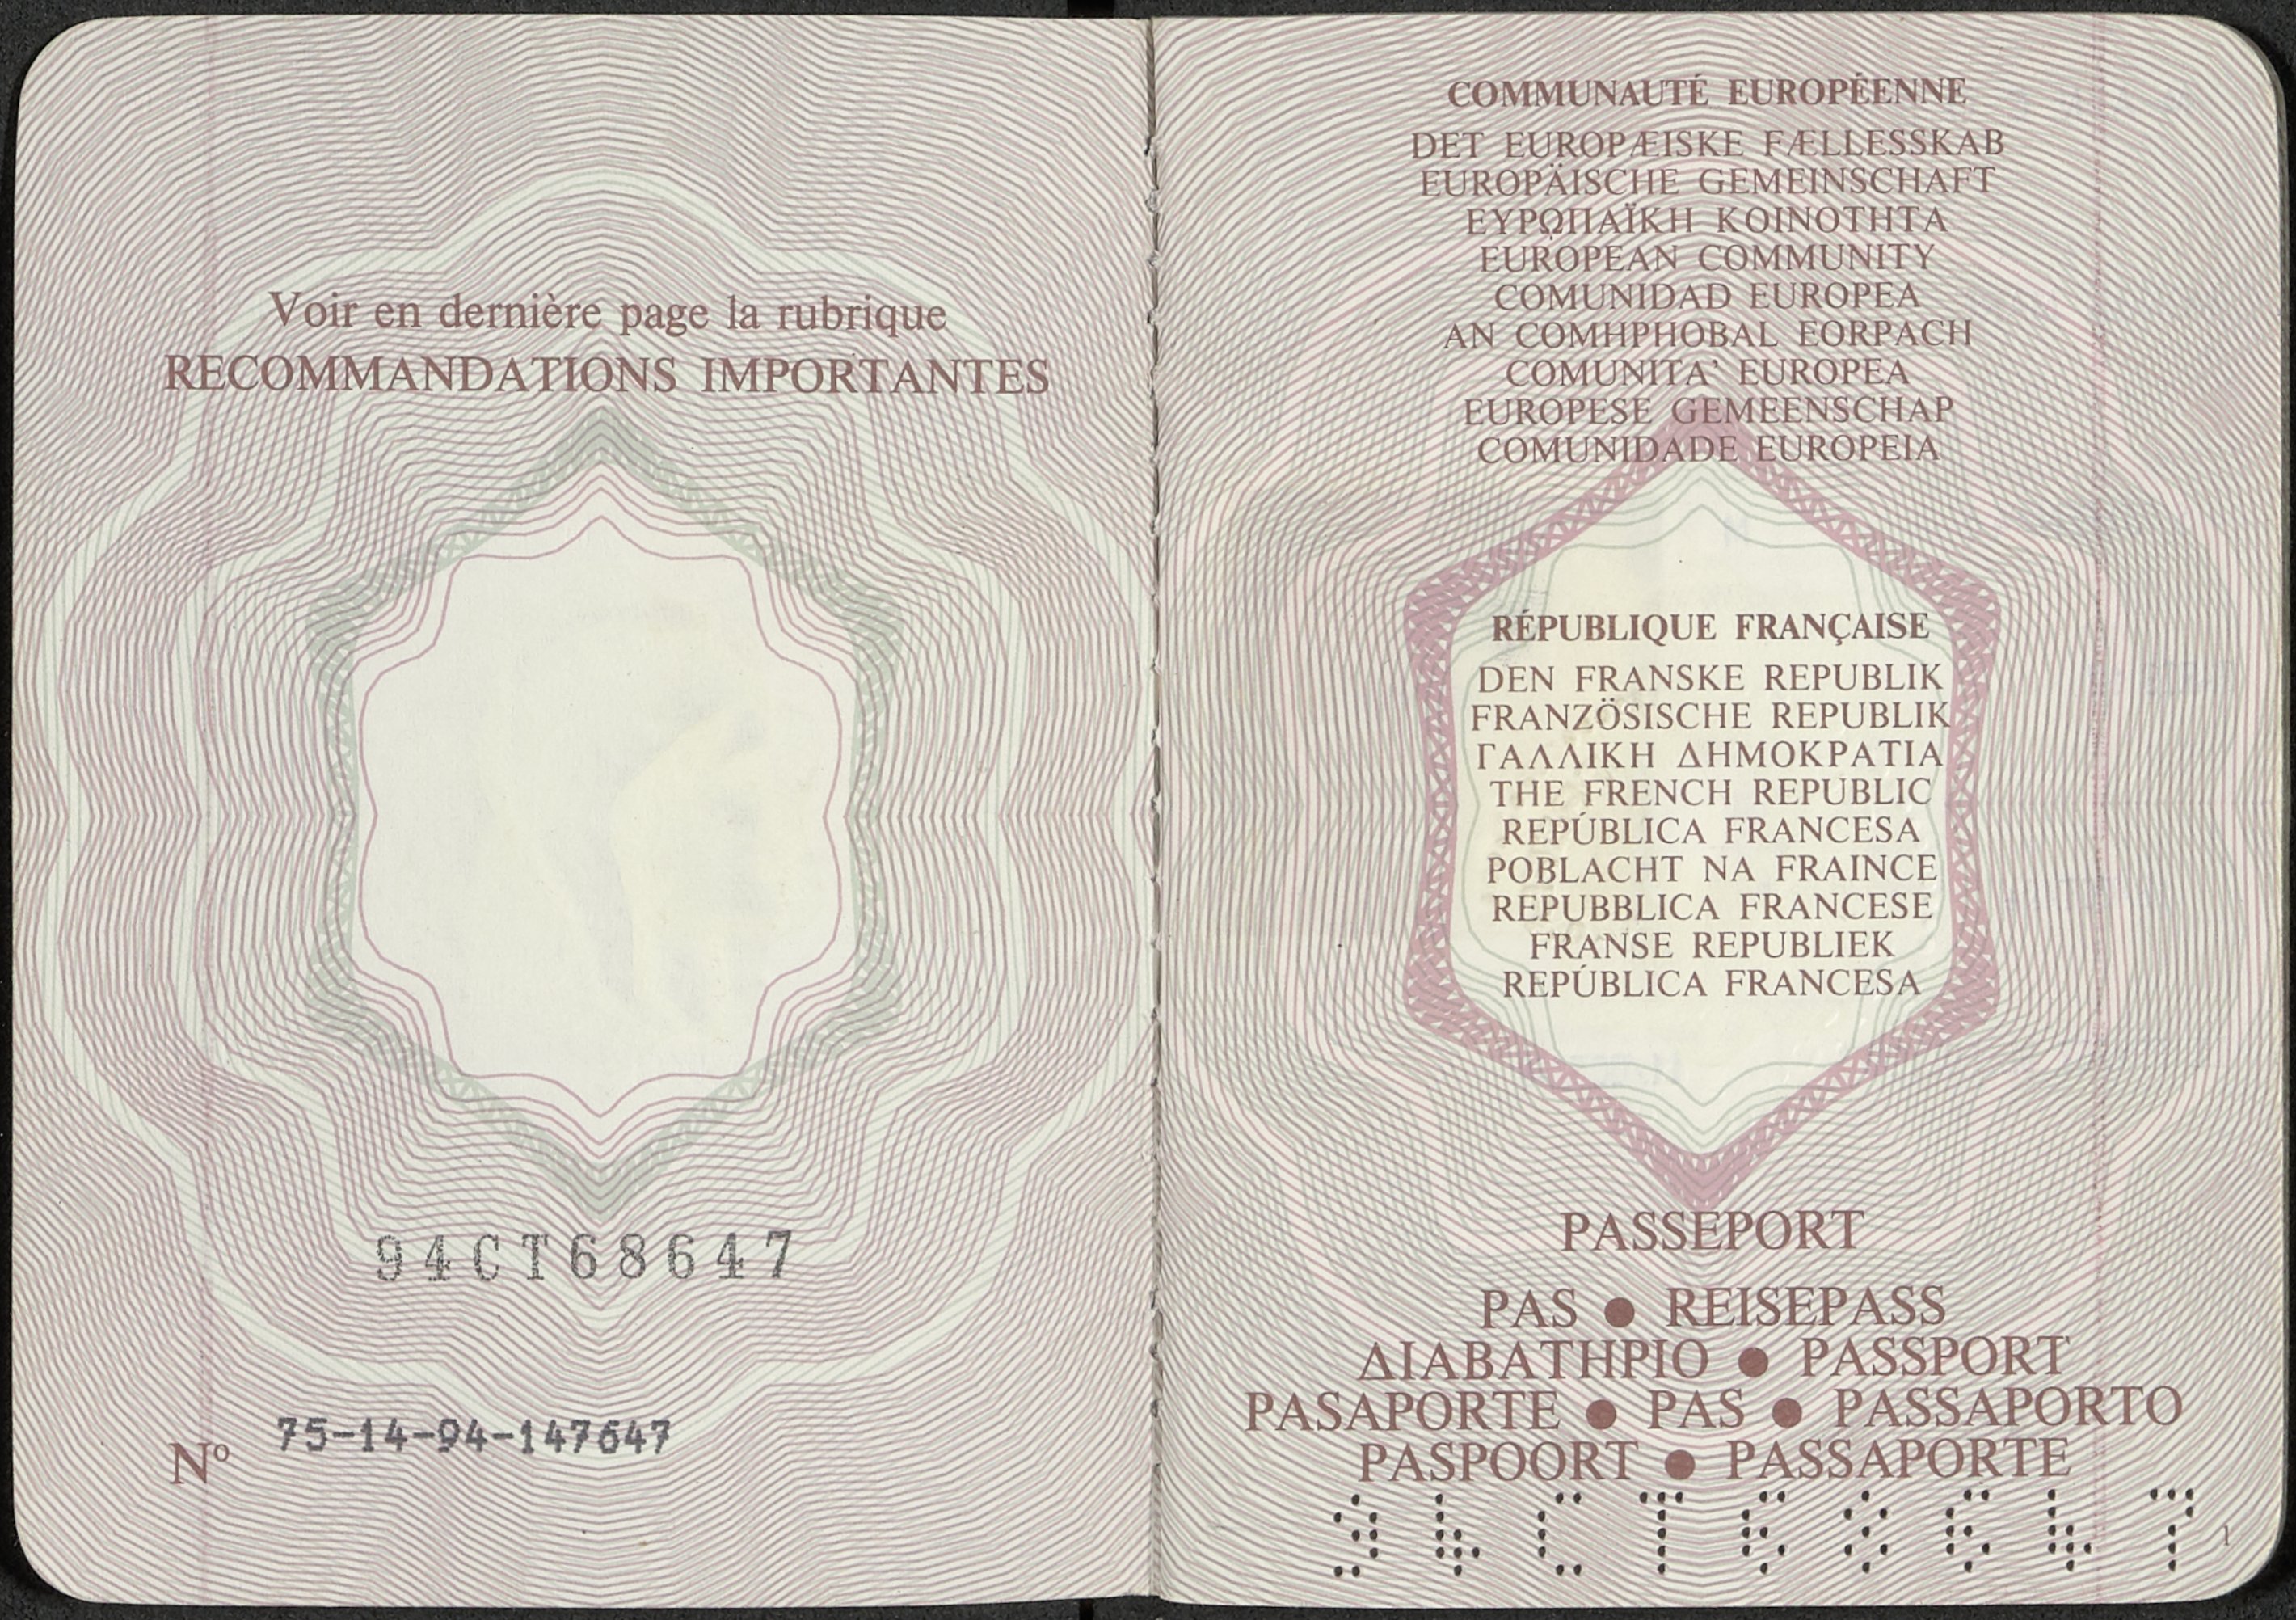 Voir en dernière page la rubrique
RECOMMANDATIONS IMPORTANTES
94CT68647
Nº 75-14-94-147647
COMMUNAUTÉ EUROPÉENNE
DET EUROPÆISKE FÆLLESSKAB
EUROPÄISCHE GEMEINSCHAFT
ΕΥΡΩΠΑΪΚΗ ΚΟΙΝΟΤΗΤΑ
EUROPEAN COMMUNITY
COMUNIDAD EUROPEA
AN COMHPHOBAL EORPACH
COMUNITA’ EUROPEA
EUROPESE GEMEENSCHAP
COMUNIDADE EUROPEIA
RÉPUBLIQUE FRANÇAISE
DEN FRANSKE REPUBLIK
FRANZÖSISCHE REPUBLIK
ΓΑΛΛΙΚΗ ΔΗΜΟΚΡΑΤΙΑ
THE FRENCH REPUBLIC
REPÚBLICA FRANCESA
POBLACHT NA FRAINCE
REPUBBLICA FRANCESE
FRANSE REPUBLIEK
REPÚBLICA FRANCESA
PASSEPORT
PAS ● REISEPASS
ΔΙΑΒΑΤΗΡΙΟ ● PASSPORT
PASAPORTE ● PAS ● PASSAPORTO
PASPOORT ● PASSAPORTE
94CT68647
1